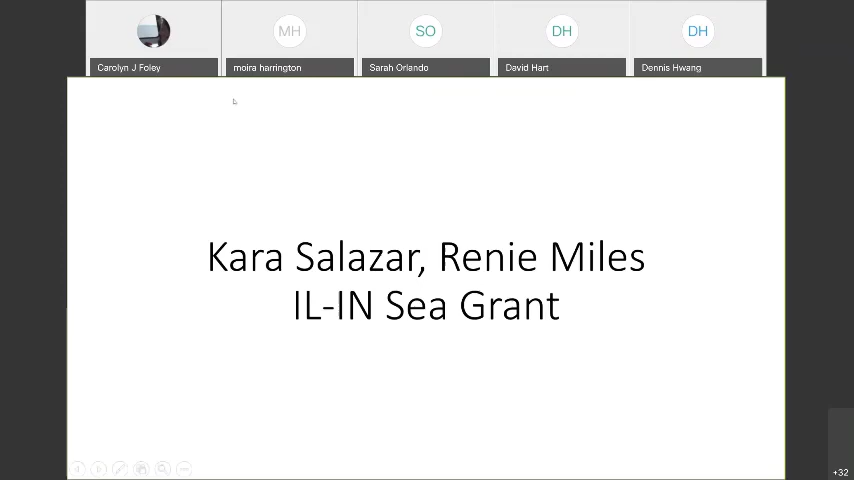 MH
SO
DH
DH
Carolyn J Foley
moira harrington
Sarah Orlando
David Hart
Dennis Hwang
Kara Salazar, Renie Miles
IL-IN Sea Grant
+32